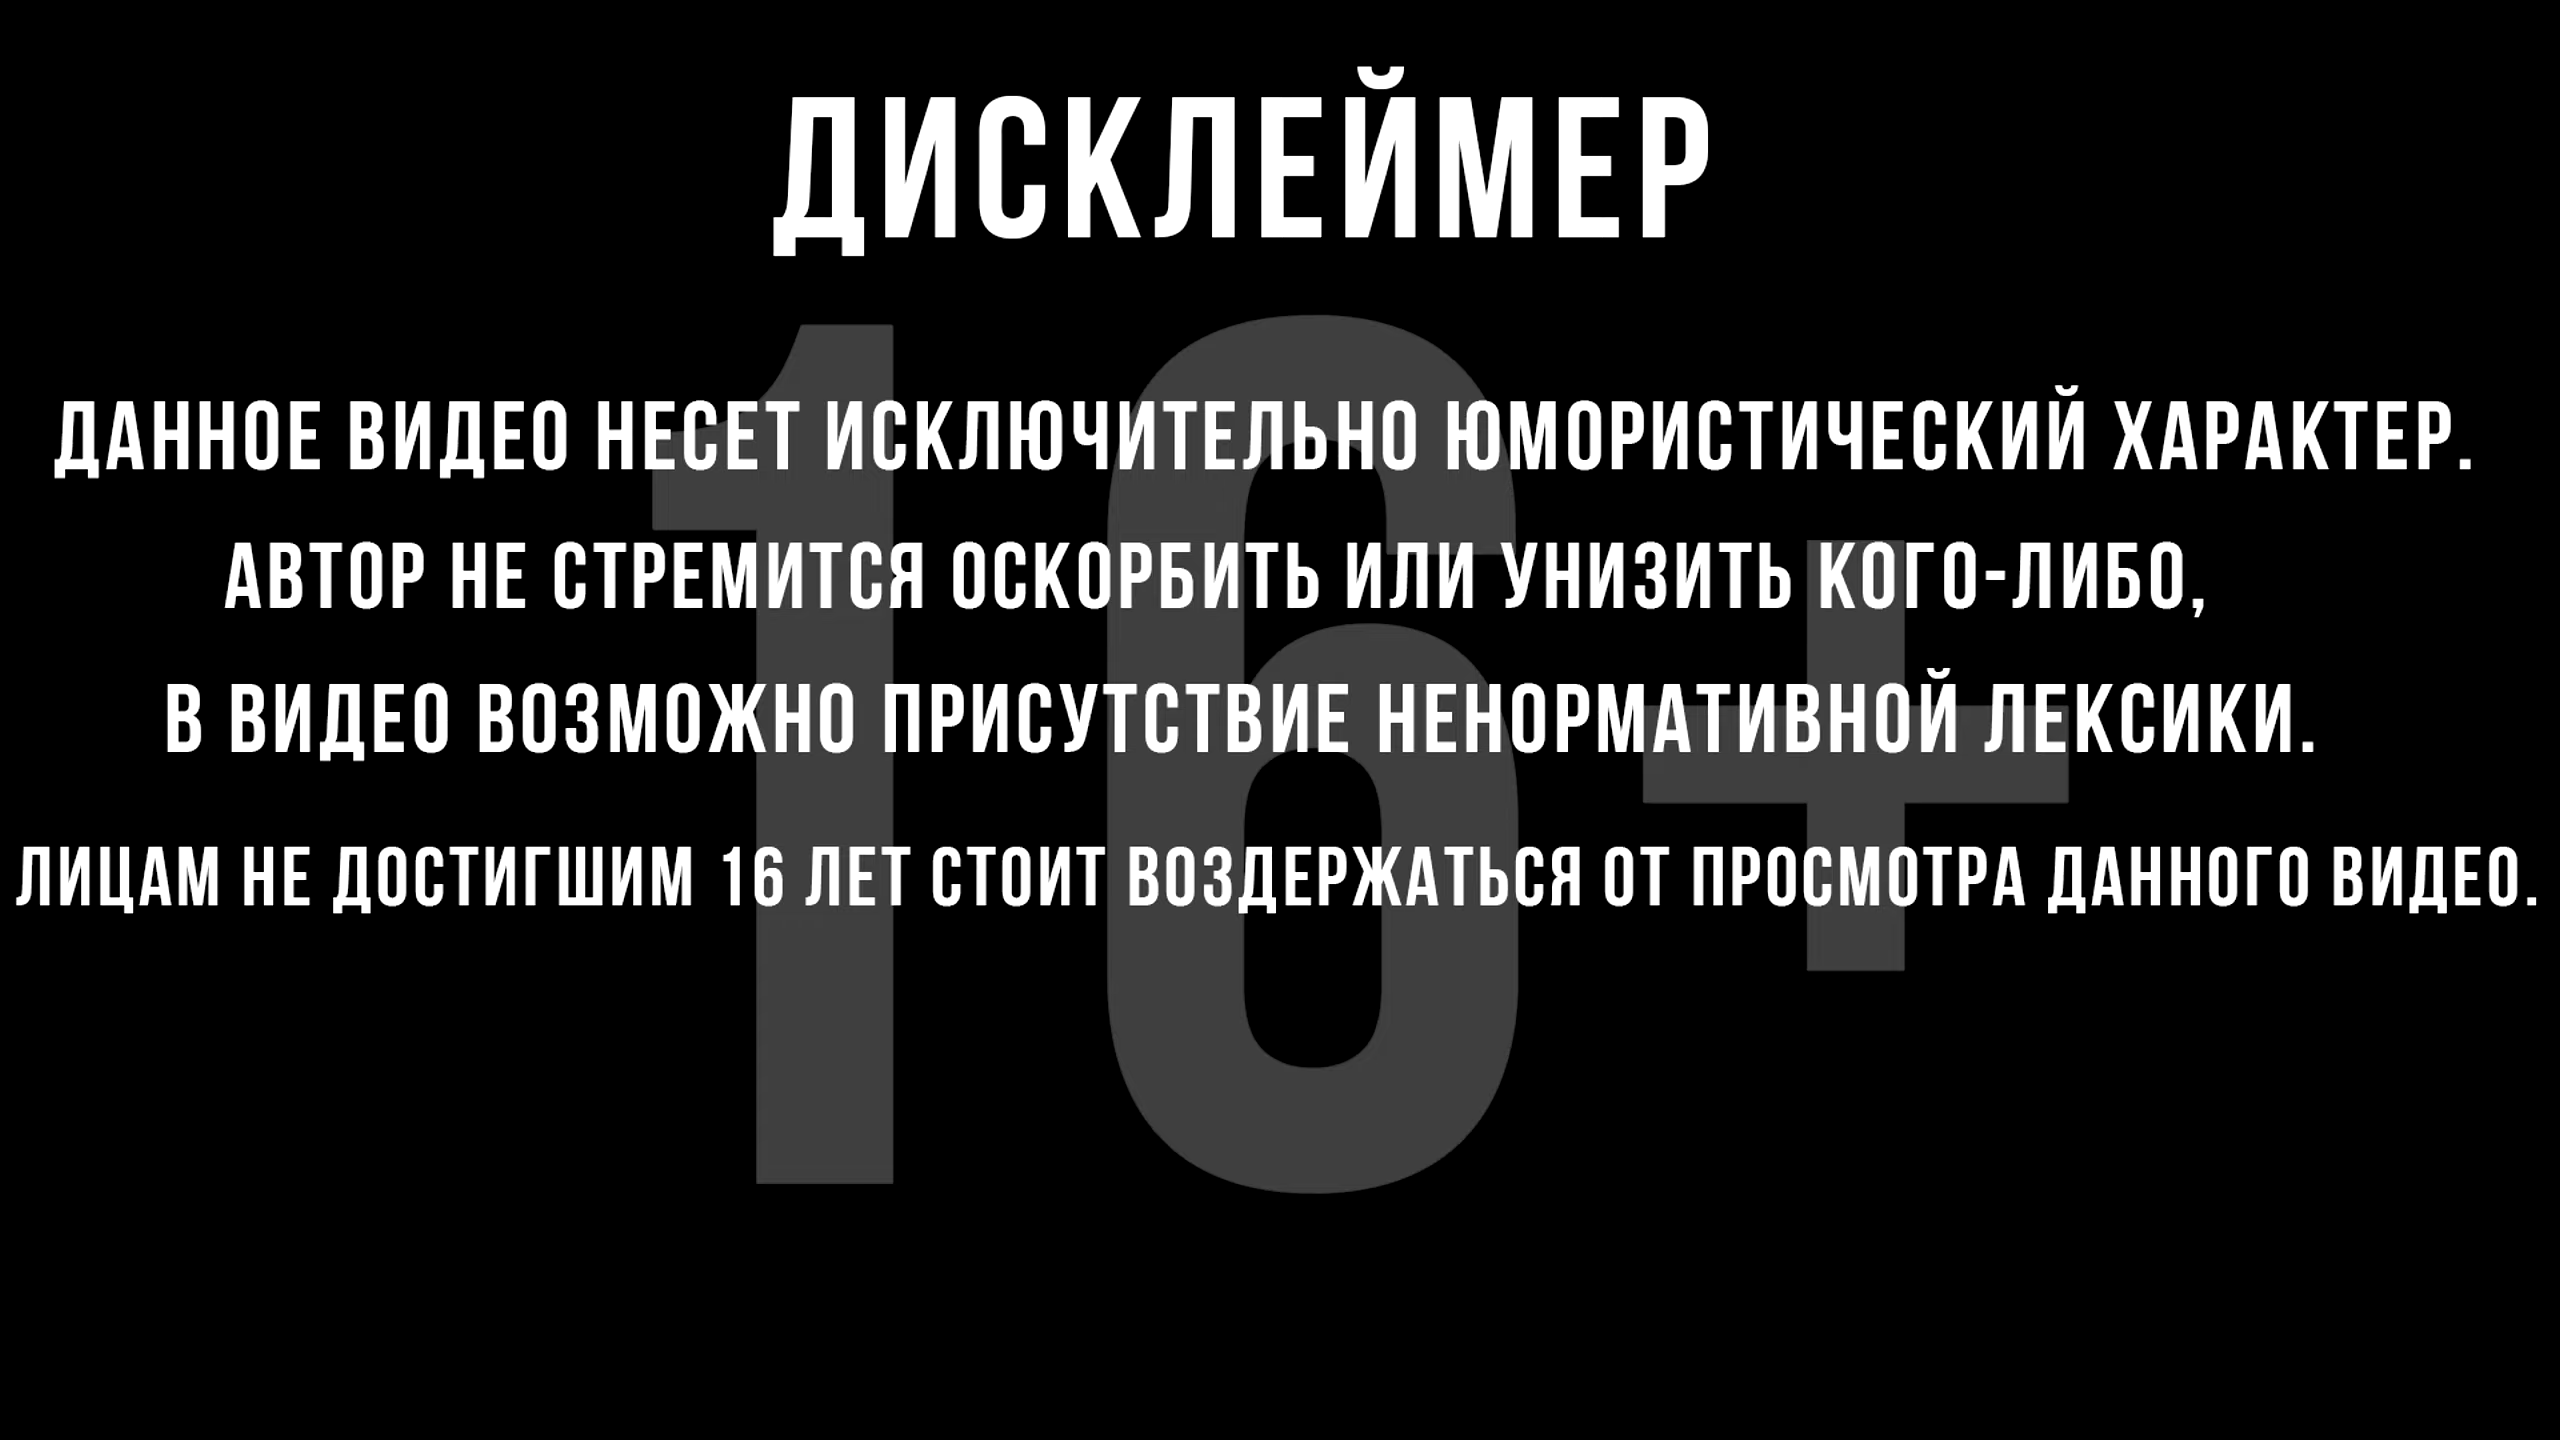 ДИСКЛЕЙМЕР
ДАННОЕ ВИДЕО НЕСЕТ ИСКЛЮЧИТЕЛЬНО ЮМОРИСТИЧЕСКИЙ ХАРАКТЕР.
АВТОР НЕ СТРЕМИТСЯ ОСКОРБИТЬ ИЛИ УНИЗИТЬ КОГО-ЛИБО,
В ВИДЕО ВОЗМОЖНО ПРИСУТСТВИЕ НЕНОРМАТИВНОЙ ЛЕКСИКИ.
ЛИЦАМ НЕ ДОСТИГШИМ 16 ЛЕТ СТОИТ ВОЗДЕРЖАТЬСЯ ОТ ПРОСМОТРА ДАННОГО ВИДЕО.
16+